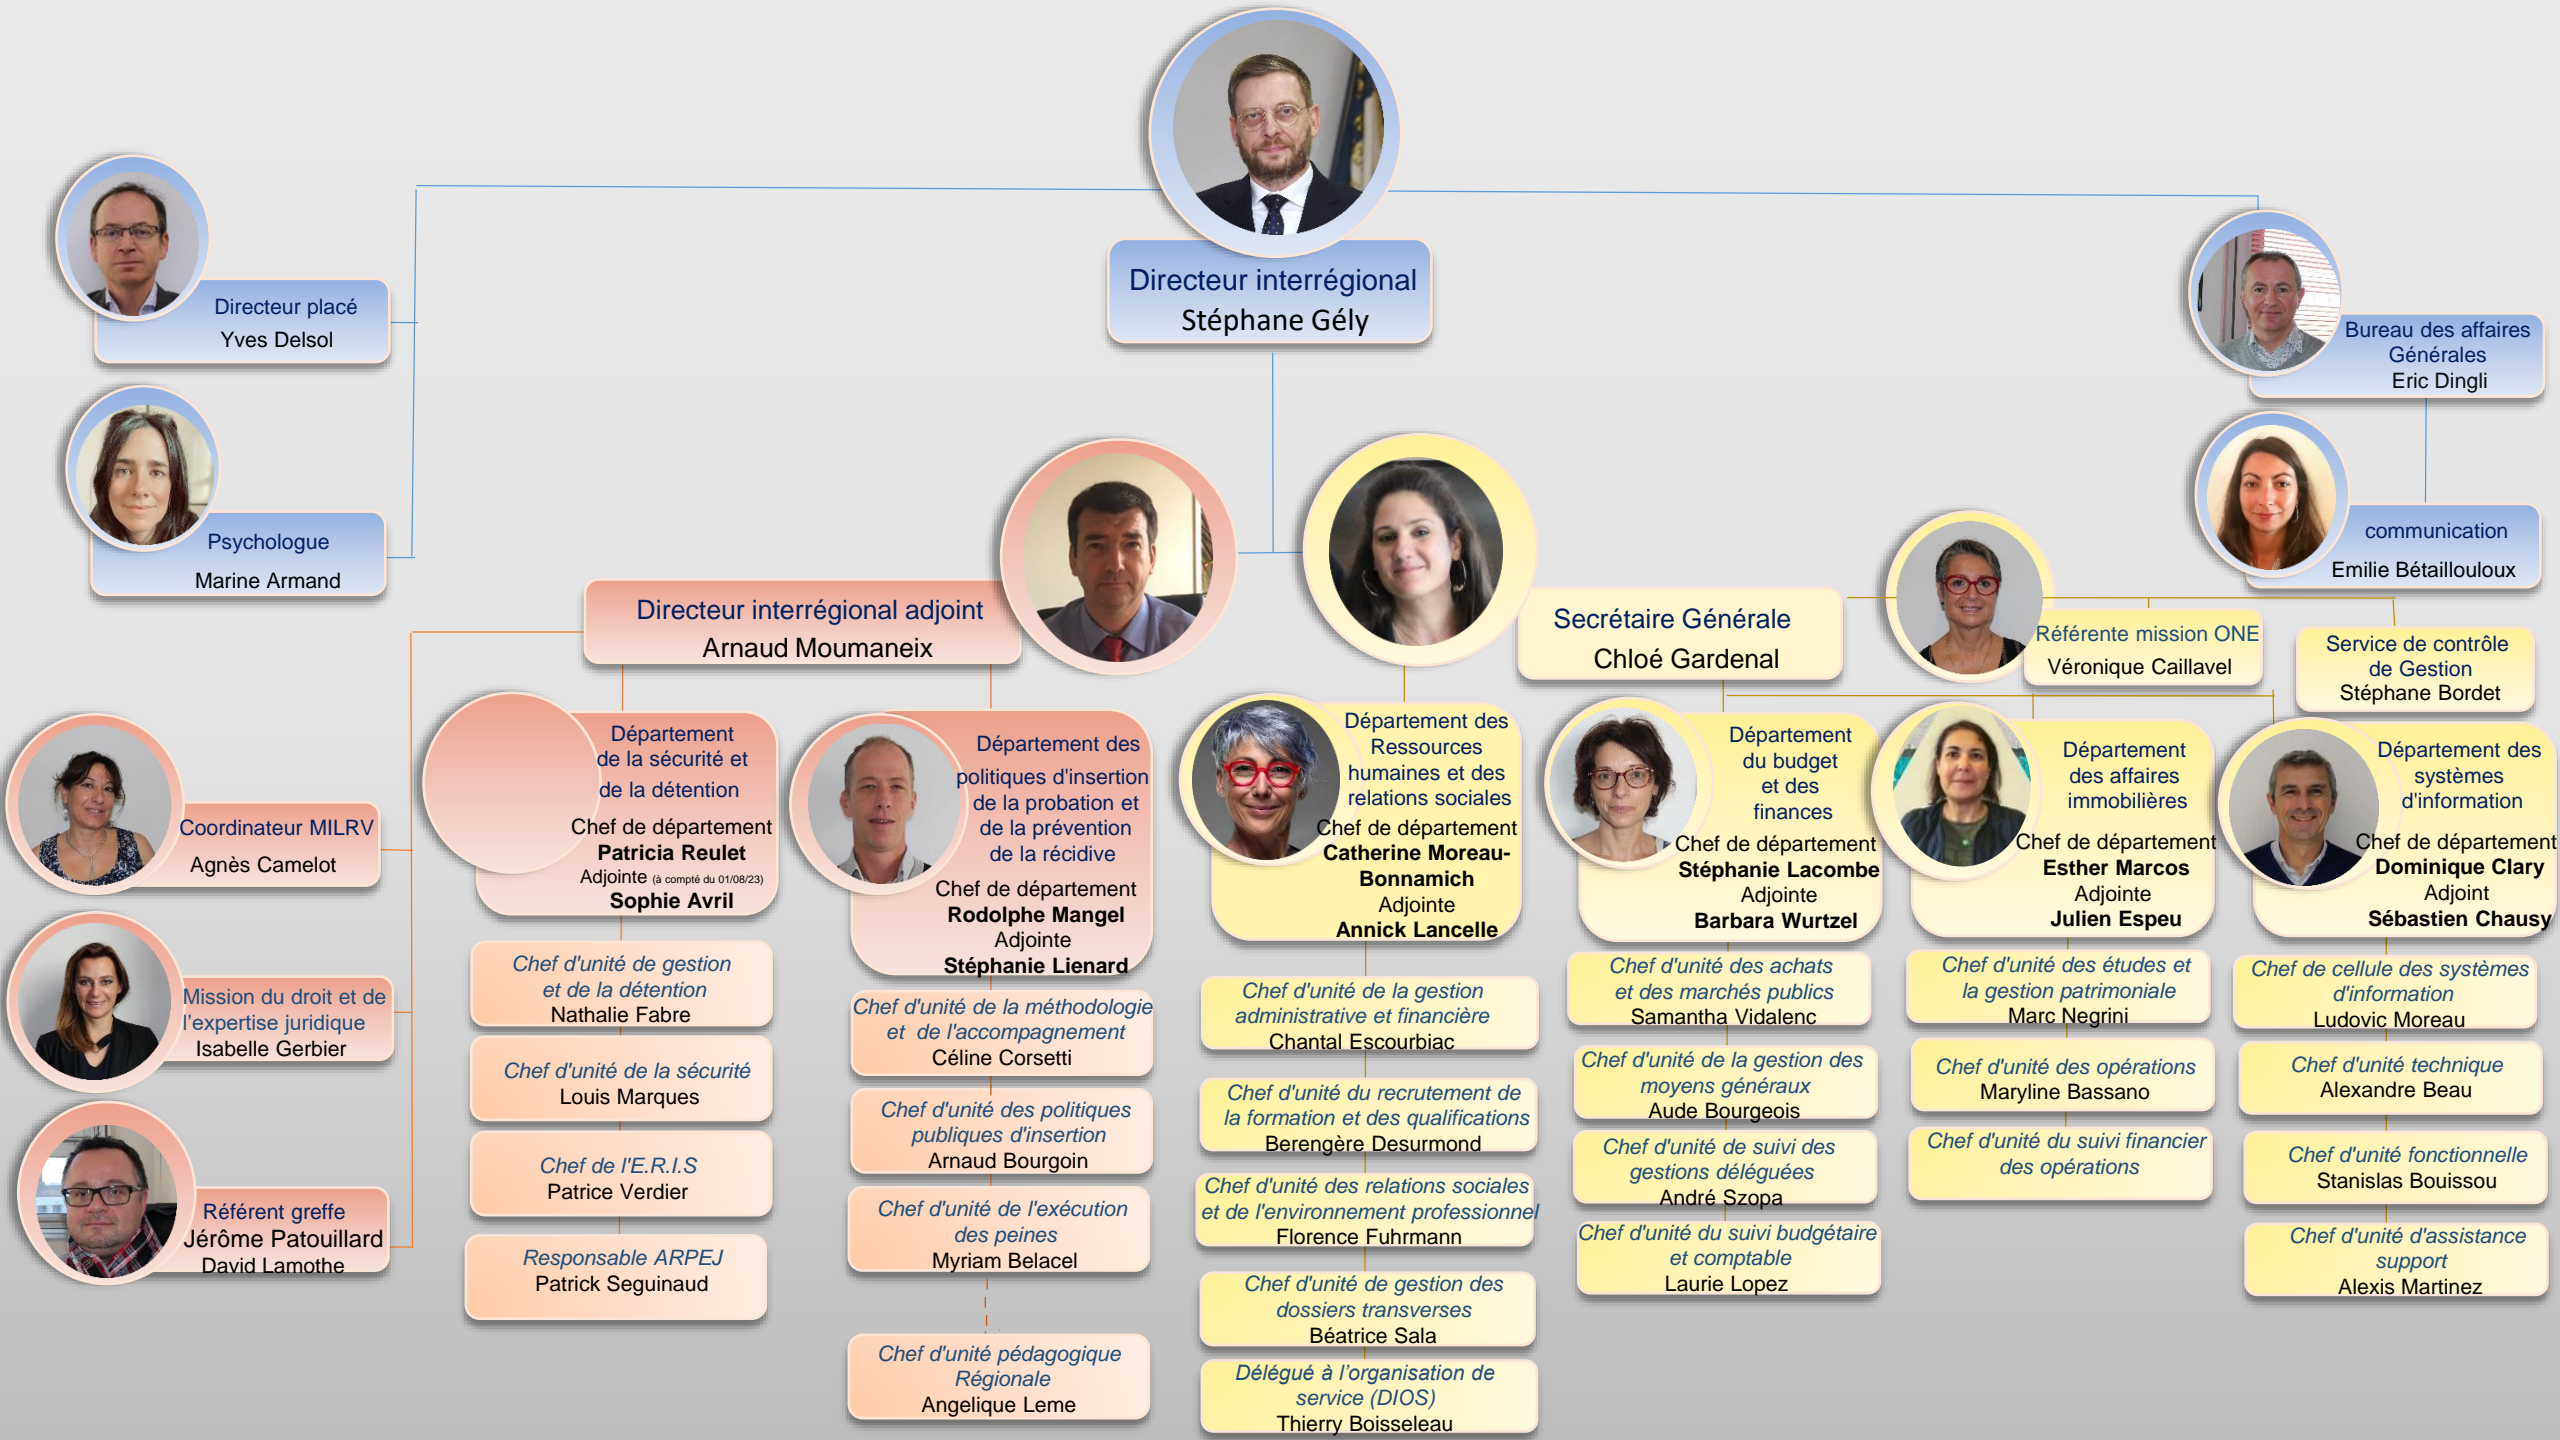 Directeur interrégional
Stéphane Gély
Directeur placé
Yves Delsol
Psychologue
Marine Armand
Bureau des affaires
Générales
Eric Dingli
communication
Emilie Bétaillouloux
Directeur interrégional adjoint
Arnaud Moumaneix
Secrétaire Générale
Chloé Gardenal
Référente mission ONE
Véronique Caillavel
Service de contrôle
de Gestion
Stéphane Bordet
Coordinateur MILRV
Agnès Camelot
Mission du droit et de
l'expertise juridique
Isabelle Gerbier
Référent greffe
Jérôme Patouillard
David Lamothe
Département
de la sécurité et
de la détention
Chef de département
Patricia Reulet
Adjointe (à compté du 01/08/23)
Sophie Avril
Chef d'unité de gestion
et de la détention
Nathalie Fabre
Chef d'unité de la sécurité
Louis Marques
Chef de l'E.R.I.S
Patrice Verdier
Responsable ARPEJ
Patrick Seguinaud
Département des
politiques d'insertion
de la probation et
de la prévention
de la récidive
Chef de département
Rodolphe Mangel
Adjointe
Stéphanie Lienard
Chef d'unité de la méthodologie
et de l'accompagnement
Céline Corsetti
Chef d'unité des politiques
publiques d'insertion
Arnaud Bourgoin
Chef d'unité de l'exécution
des peines
Myriam Belacel
Chef d'unité pédagogique
Régionale
Angelique Leme
Département des
Ressources
humaines et des
relations sociales
Chef de département
Catherine Moreau-
Bonnamich
Adjointe
Annick Lancelle
Chef d'unité de la gestion
administrative et financière
Chantal Escourbiac
Chef d'unité du recrutement de
la formation et des qualifications
Berengère Desurmond
Chef d'unité des relations sociales
et de l'environnement professionnel
Florence Fuhrmann
Chef d'unité de gestion des
dossiers transverses
Béatrice Sala
Délégué à l'organisation de
service (DIOS)
Thierry Boisseleau
Département
du budget
et des
finances
Chef de département
Stéphanie Lacombe
Adjointe
Barbara Wurtzel
Chef d'unité des achats
et des marchés publics
Samantha Vidalenc
Chef d'unité de la gestion des
moyens généraux
Aude Bourgeois
Chef d'unité de suivi des
gestions déléguées
André Szopa
Chef d'unité du suivi budgétaire
et comptable
Laurie Lopez
Département
des affaires
immobilières
Chef de département
Esther Marcos
Adjointe
Julien Espeu
Chef d'unité des études et
la gestion patrimoniale
Marc Negrini
Chef d'unité des opérations
Maryline Bassano
Chef d'unité du suivi financier
des opérations
Département des
systèmes
d'information
Chef de département
Dominique Clary
Adjoint
Sébastien Chausy
Chef de cellule des systèmes
d'information
Ludovic Moreau
Chef d'unité technique
Alexandre Beau
Chef d'unité fonctionnelle
Stanislas Bouissou
Chef d'unité d'assistance
support
Alexis Martinez